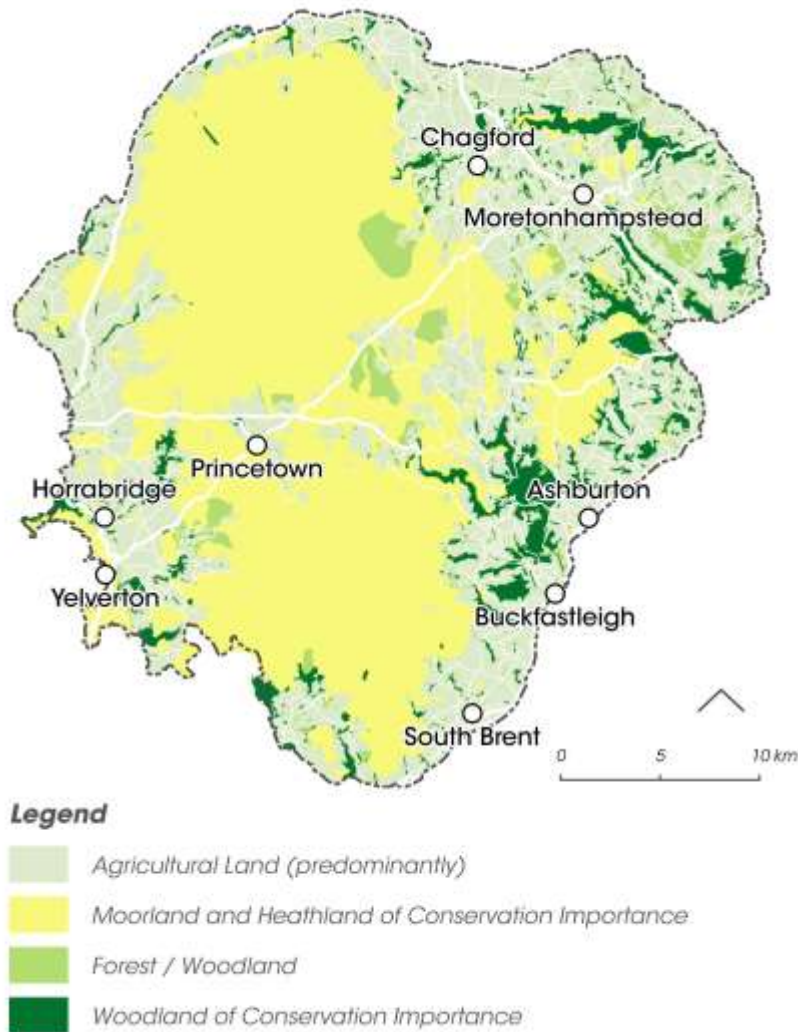 Chagford
Moretonhampstead
Princetown
Horrabridge
Ashburton
Yelverton
Buckfastleigh
South Brent
0 5 10 km
Legend
Agricultural Land (predominantly)
Moorland and Heathland of Conservation Importance
Forest / Woodland
Woodland of Conservation Importance